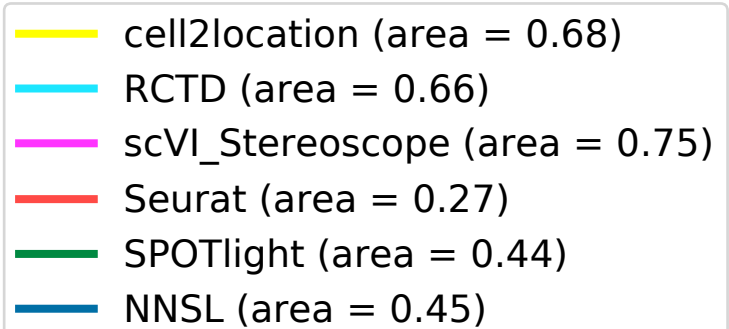 cell2location (area = 0.68)
RCTD (area = 0.66)
scVI_Stereoscope (area = 0.75)
Seurat (area = 0.27)
SPOTlight (area = 0.44)
NNSL (area = 0.45)